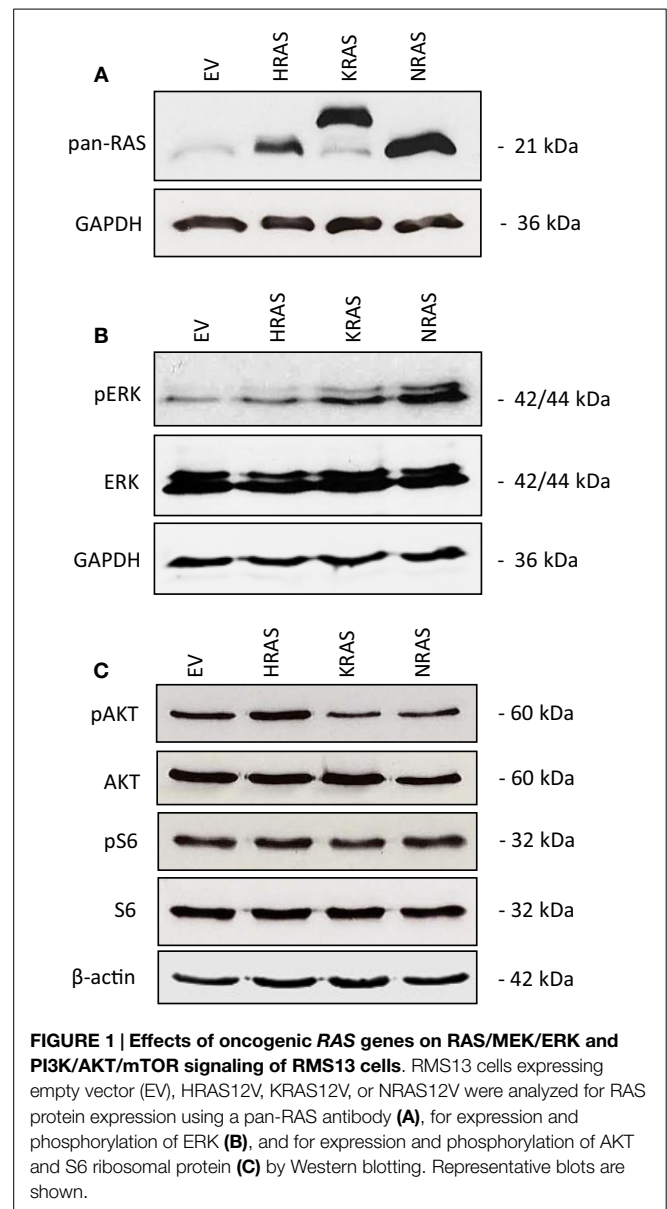 A
EV HRAS KRAS NRAS
pan-RAS - 21 kDa
GAPDH - 36 kDa
B
EV HRAS KRAS NRAS
pERK - 42/44 kDa
ERK - 42/44 kDa
GAPDH - 36 kDa
C
EV HRAS KRAS NRAS
pAKT - 60 kDa
AKT - 60 kDa
pS6 - 32 kDa
S6 - 32 kDa
β-actin - 42 kDa
FIGURE 1 | Effects of oncogenic RAS genes on RAS/MEK/ERK and
PI3K/AKT/mTOR signaling of RMS13 cells. RMS13 cells expressing
empty vector (EV), HRAS12V, KRAS12V, or NRAS12V were analyzed for RAS
protein expression using a pan-RAS antibody (A), for expression and
phosphorylation of ERK (B), and for expression and phosphorylation of AKT
and S6 ribosomal protein (C) by Western blotting. Representative blots are
shown.